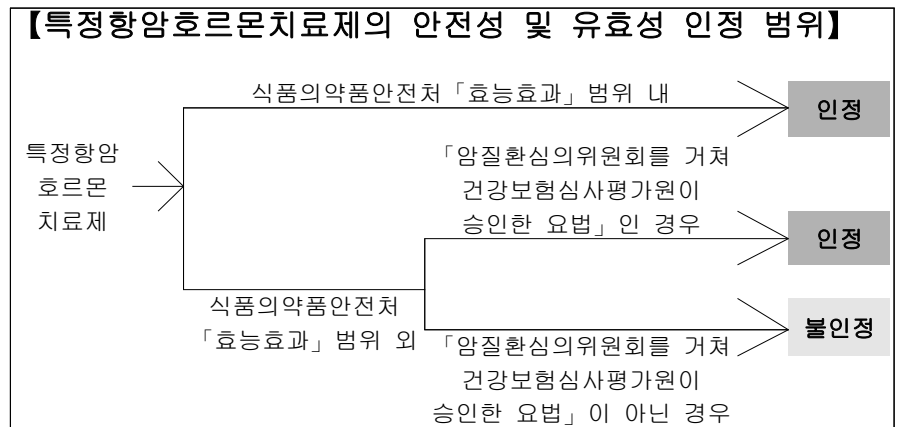 【특정항암호르몬치료제의 안전성 및 유효성 인정 범위】
식품의약품안전처「효능효과」범위 내
인정
특정항암
호르몬
치료제
「암질환심의위원회를 거쳐
건강보험심사평가원이
승인한 요법」인 경우
인정
식품의약품안전처
「효능효과」범위 외
불인정
「암질환심의위원회를 거쳐
건강보험심사평가원이
승인한 요법」이 아닌 경우